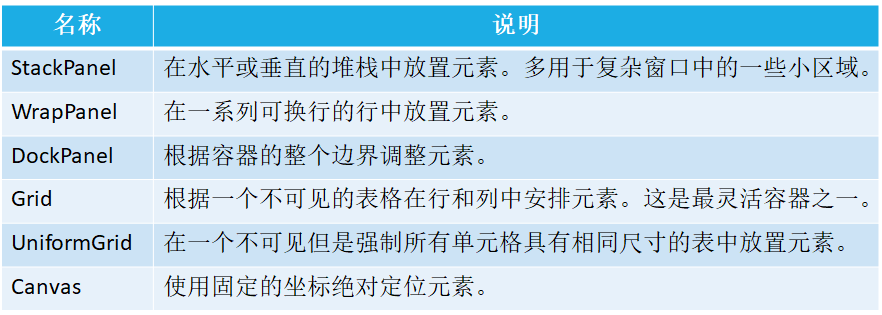 名称 说明
StackPanel 在水平或垂直的堆栈中放置元素。多用于复杂窗口中的一些小区域。
WrapPanel 在一系列可换行的行中放置元素。
DockPanel 根据容器的整个边界调整元素。
Grid 根据一个不可见的表格在行和列中安排元素。这是最灵活容器之一。
UniformGrid 在一个不可见但是强制所有单元格具有相同尺寸的表中放置元素。
Canvas 使用固定的坐标绝对定位元素。